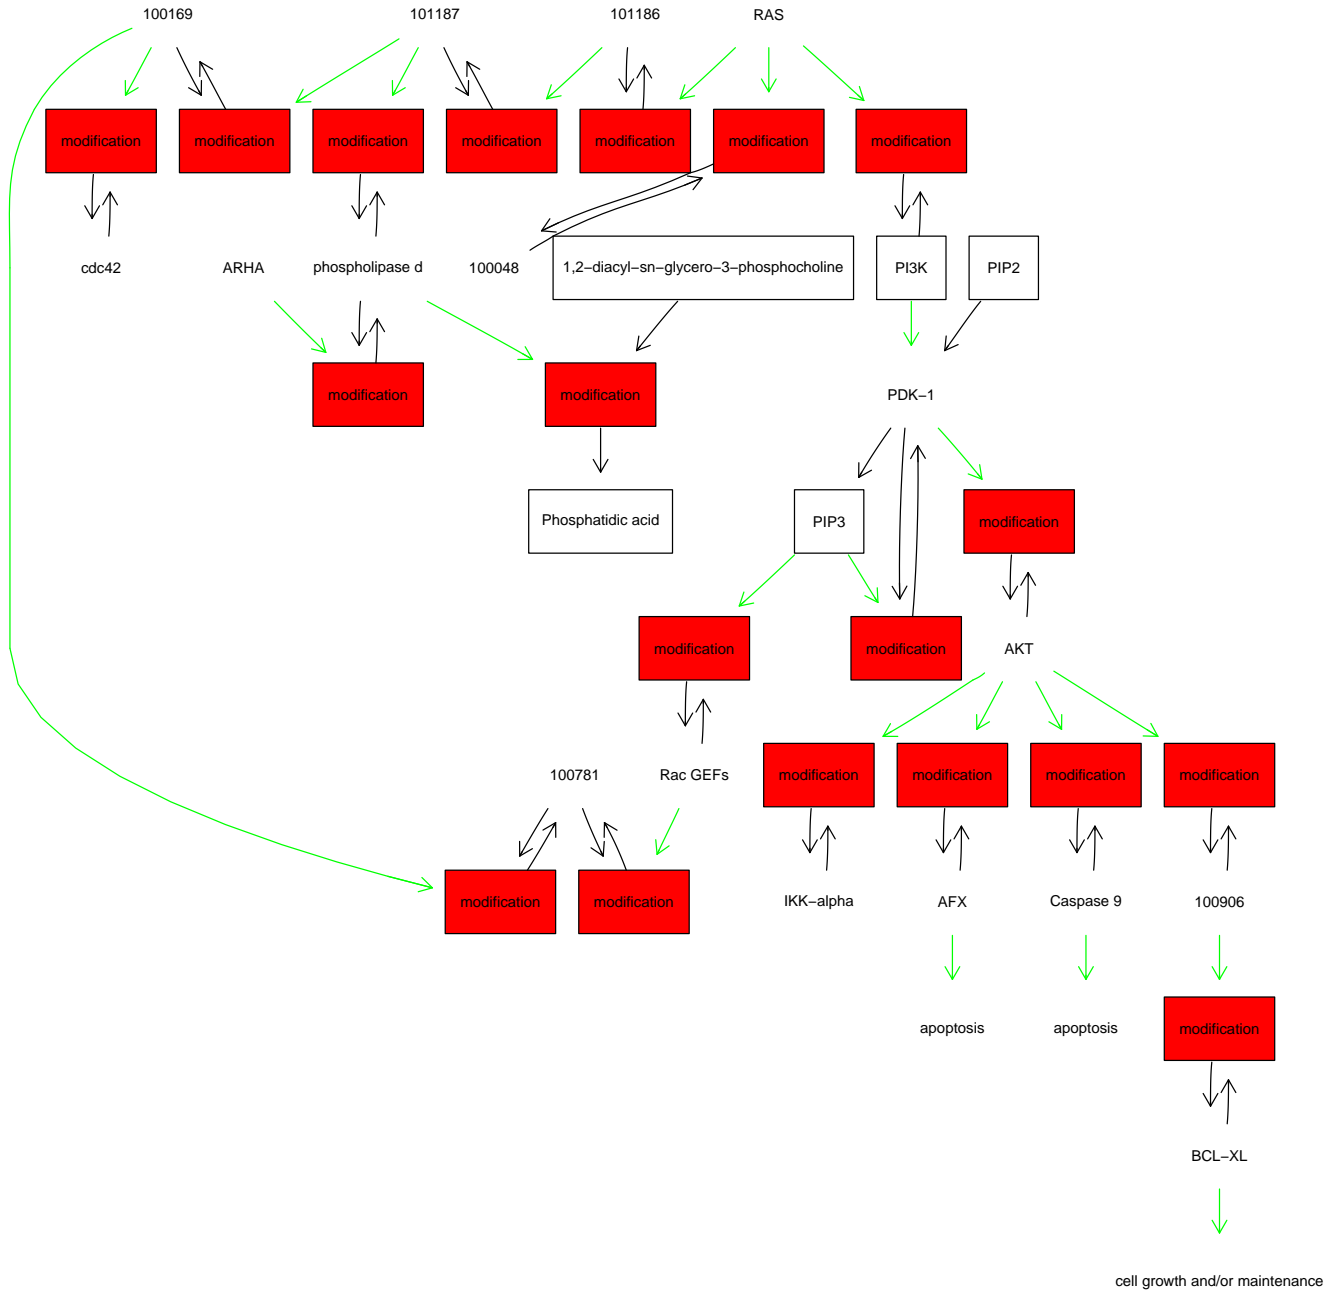 100169
101187
101186
RAS
modification
modification
modification
modification
modification
modification
modification
cdc42
ARHA
phospholipase d
100048
1,2−diacyl−sn−glycero−3−phosphocholine
PI3K
PIP2
modification
modification
PDK−1
Phosphatidic acid
PIP3
modification
modification
modification
AKT
100781
Rac GEFs
modification
modification
modification
modification
modification
modification
IKK−alpha
AFX
Caspase 9
100906
apoptosis
apoptosis
modification
BCL−XL
cell growth and/or maintenance